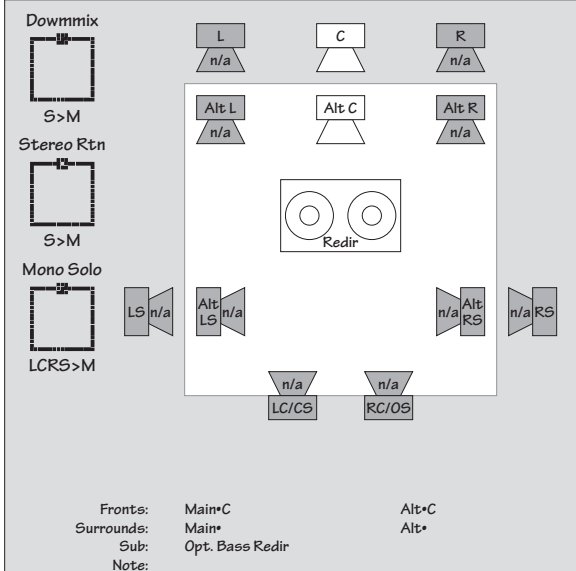 Dowmmix
S>M
Stereo Rtn
S>M
Mono Solo
LCRS>M
L C R
n/a n/a
Alt L Alt C Alt R
n/a n/a
Redir
LS n/a Alt LS n/a n/a Alt RS n/a RS
n/a n/a
LC/CS RC/OS
Fronts: Main•C Alt•C
Surrounds: Main• Alt•
Sub: Opt. Bass Redir
Note: